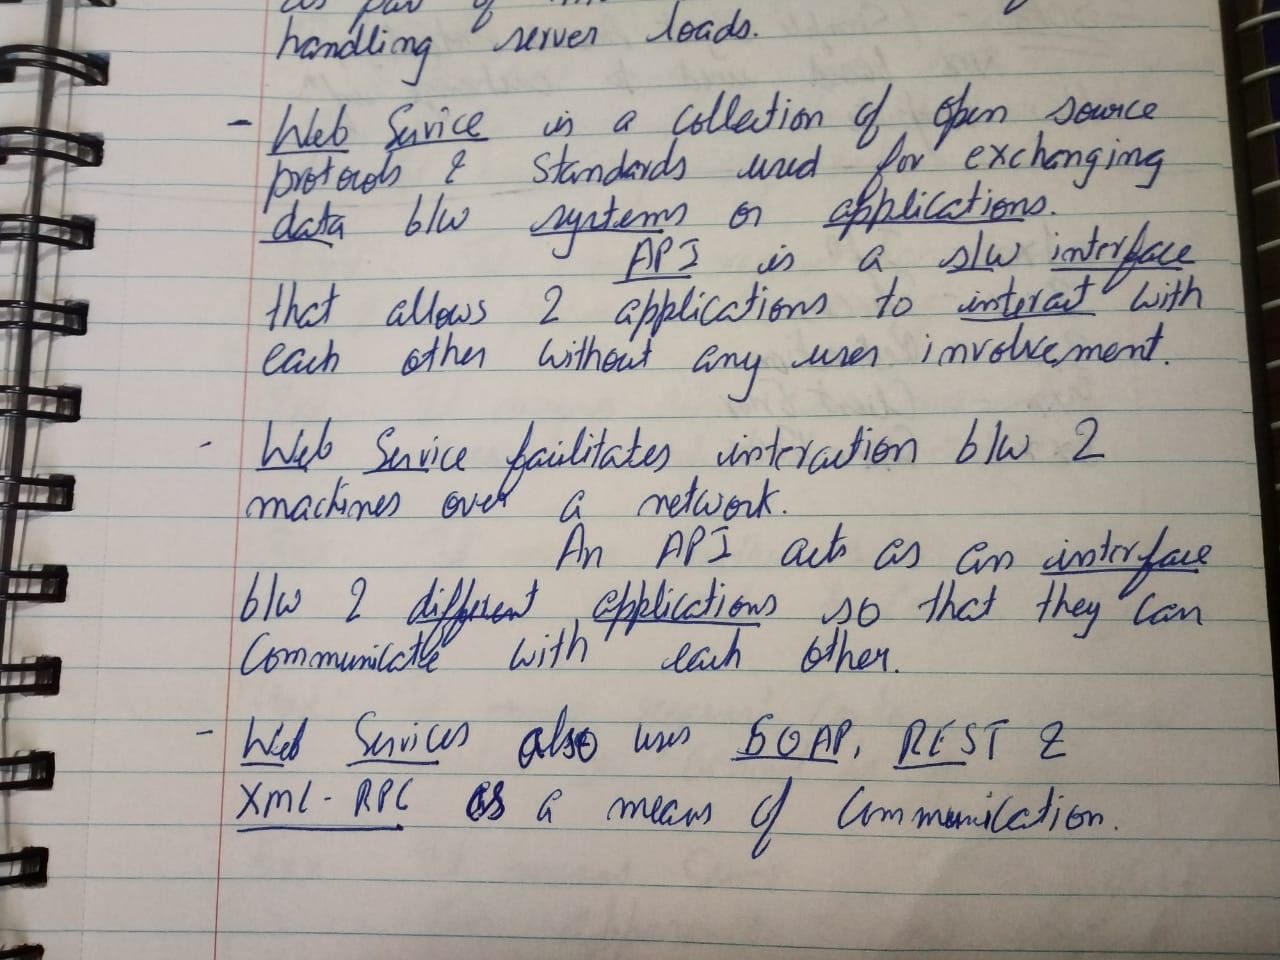 as par of
handling server loads.
- Web Service is a collection of open source
protocols & standards used for exchanging
data b/w systems or applications.
API is a s/w interface
that allows 2 applications to interact with
each other without any user involvement.
- Web Service facilitates interaction b/w 2
machines over a network.
An API acts as an interface
b/w 2 different applications so that they can
communicate with each other.
- Web Services also uses SOAP, REST &
XML-RPC as a means of communication.